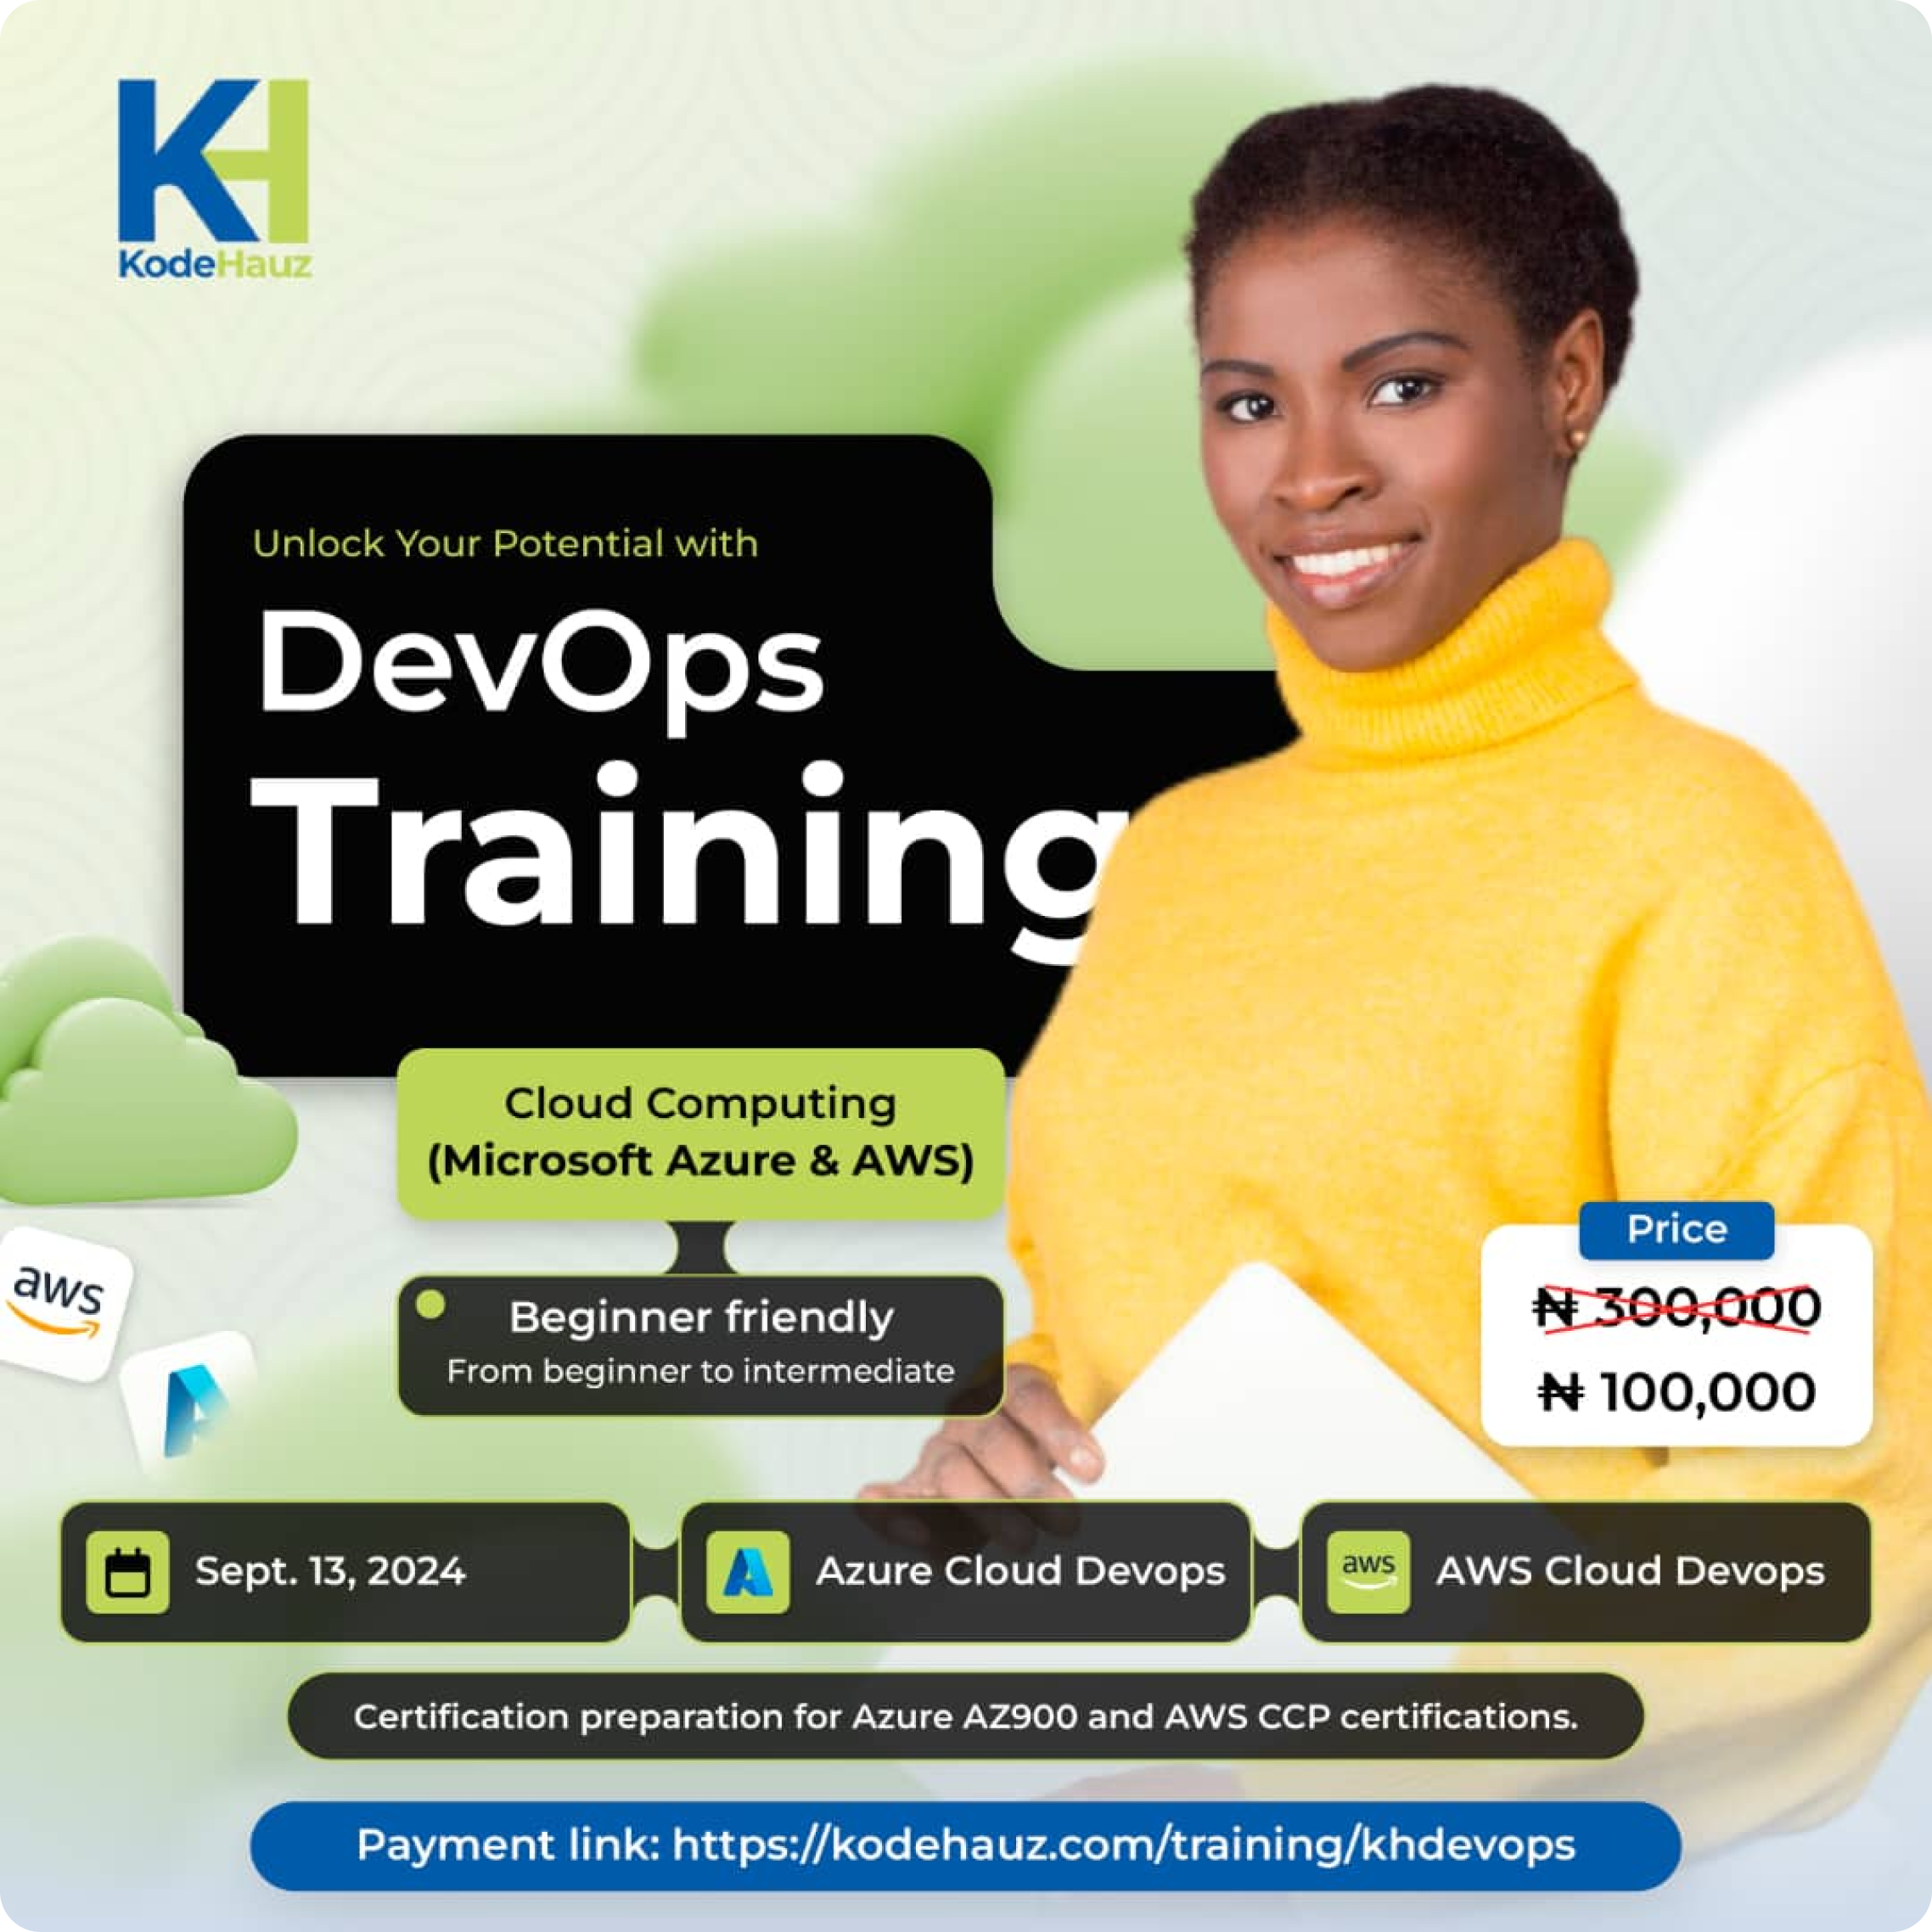 KH
KodeHauz
Unlock Your Potential with
DevOps
Training
Cloud Computing
(Microsoft Azure & AWS)
aws
Beginner friendly
From beginner to intermediate
Price
₦ 300,000
₦ 100,000
Sept. 13, 2024
Azure Cloud Devops
aws
AWS Cloud Devops
Certification preparation for Azure AZ900 and AWS CCP certifications.
Payment link: https://kodehauz.com/training/khdevops